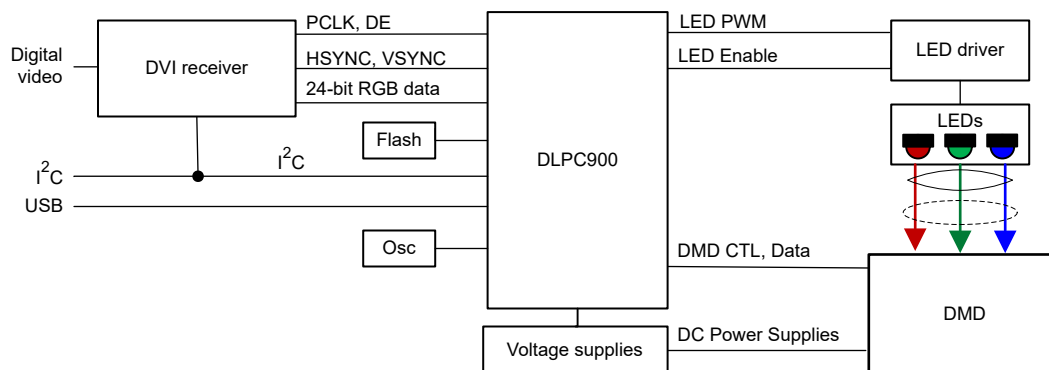 PCLK, DE
LED PWM
Digital
video
DVI receiver
HSYNC, VSYNC
LED Enable
LED driver
24-bit RGB data
LEDs
Flash
DLPC900
I²C
I²C
USB
Osc
DMD CTL, Data
DMD
Voltage supplies
DC Power Supplies